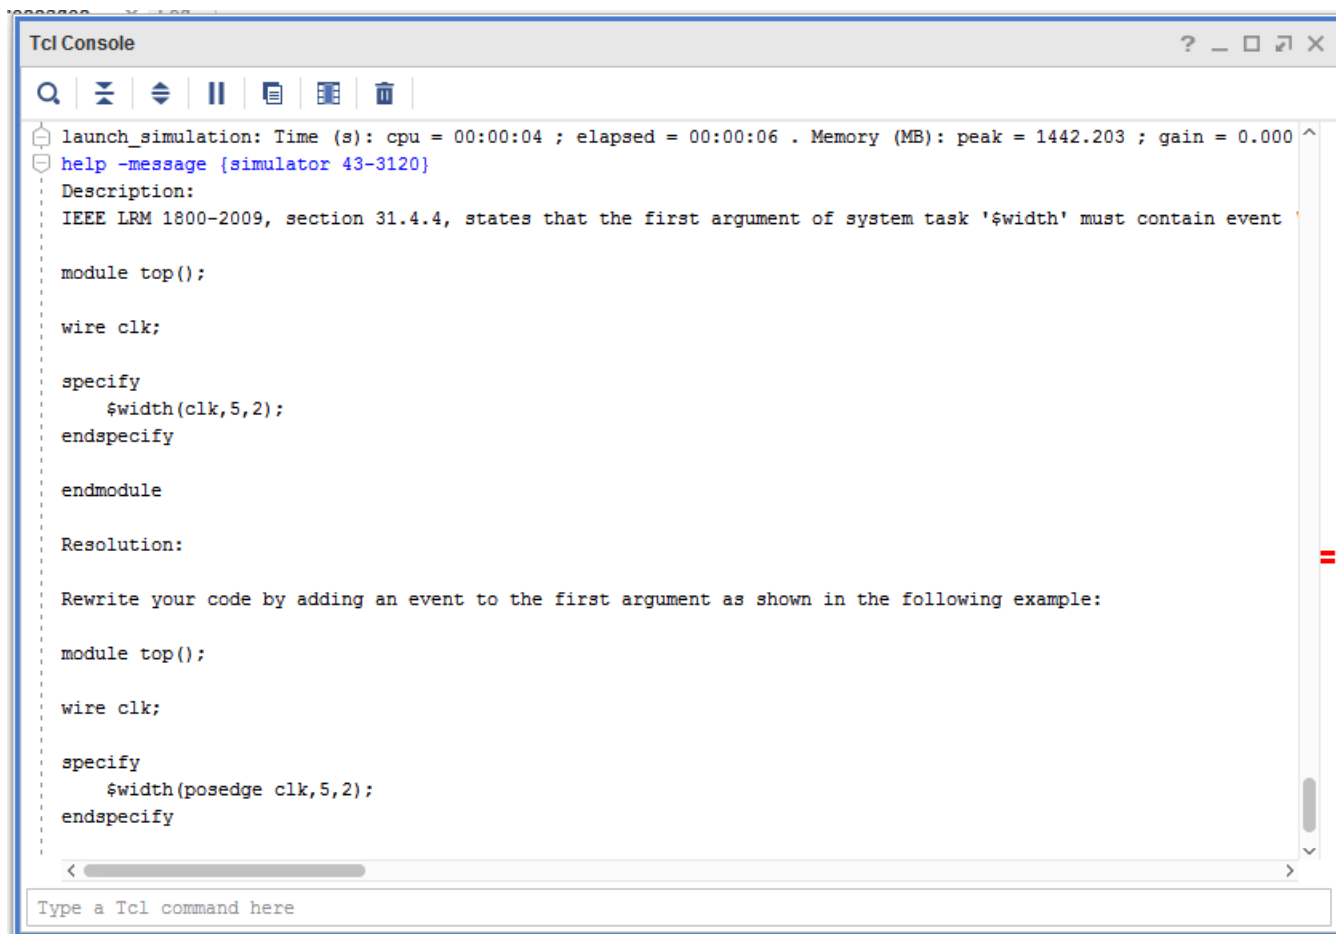 Tcl Console
launch_simulation: Time (s): cpu = 00:00:04 ; elapsed = 00:00:06 . Memory (MB): peak = 1442.203 ; gain = 0.000
help -message {simulator 43-3120}
Description:
IEEE LRM 1800-2009, section 31.4.4, states that the first argument of system task '$width' must contain event '
module top();
wire clk;
specify
$width(clk,5,2);
endspecify
endmodule
Resolution:
Rewrite your code by adding an event to the first argument as shown in the following example:
module top();
wire clk;
specify
$width(posedge clk,5,2);
endspecify
Type a Tcl command here